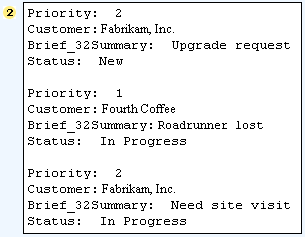 2
Priority: 2
Customer: Fabrikam, Inc.
Brief_32Summary: Upgrade request
Status: New
Priority: 1
Customer: Fourth Coffee
Brief_32Summary: Roadrunner lost
Status: In Progress
Priority: 2
Customer: Fabrikam, Inc.
Brief_32Summary: Need site visit
Status: In Progress